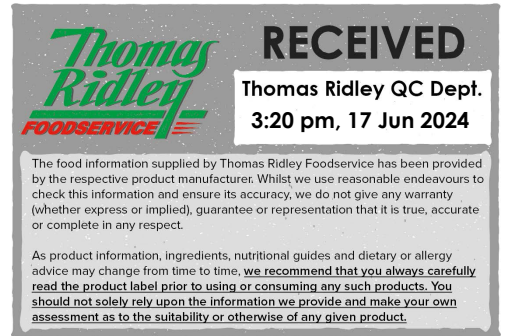 Thomas
Ridley
FOODSERVICE
RECEIVED
Thomas Ridley QC Dept.
3:20 pm, 17 Jun 2024
The food information supplied by Thomas Ridley Foodservice has been provided
by the respective product manufacturer. Whilst we use reasonable endeavours to
check this information and ensure its accuracy, we do not give any warranty
(whether express or implied), guarantee or representation that it is true, accurate
or complete in any respect.
As product information, ingredients, nutritional guides and dietary or allergy
advice may change from time to time, we recommend that you always carefully
read the product label prior to using or consuming any such products. You
should not solely rely upon the information we provide and make your own
assessment as to the suitability or otherwise of any given product.